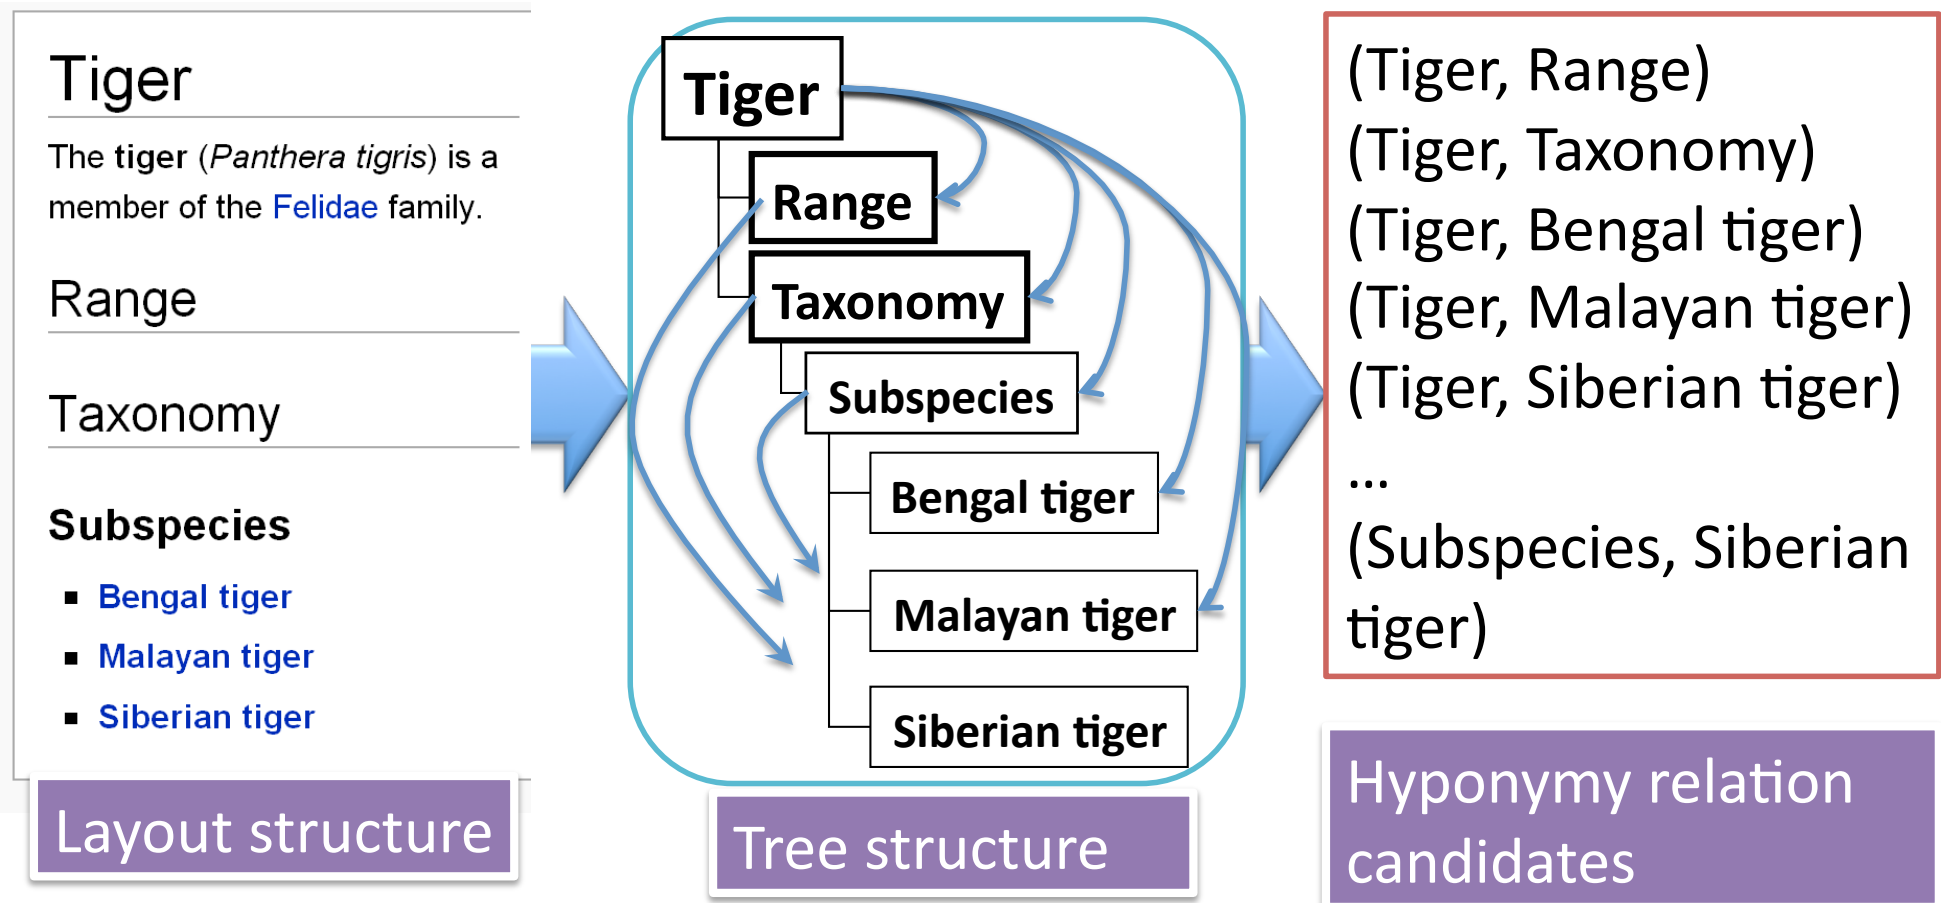 Tiger
The tiger (Panthera tigris) is a
member of the Felidae family.
Range
Taxonomy
Subspecies
Bengal tiger
Malayan tiger
Siberian tiger
Layout structure
Tiger
Range
Taxonomy
Subspecies
Bengal tiger
Malayan tiger
Siberian tiger
Tree structure
(Tiger, Range)
(Tiger, Taxonomy)
(Tiger, Bengal tiger)
(Tiger, Malayan tiger)
(Tiger, Siberian tiger)
...
(Subspecies, Siberian
tiger)
Hyponymy relation
candidates